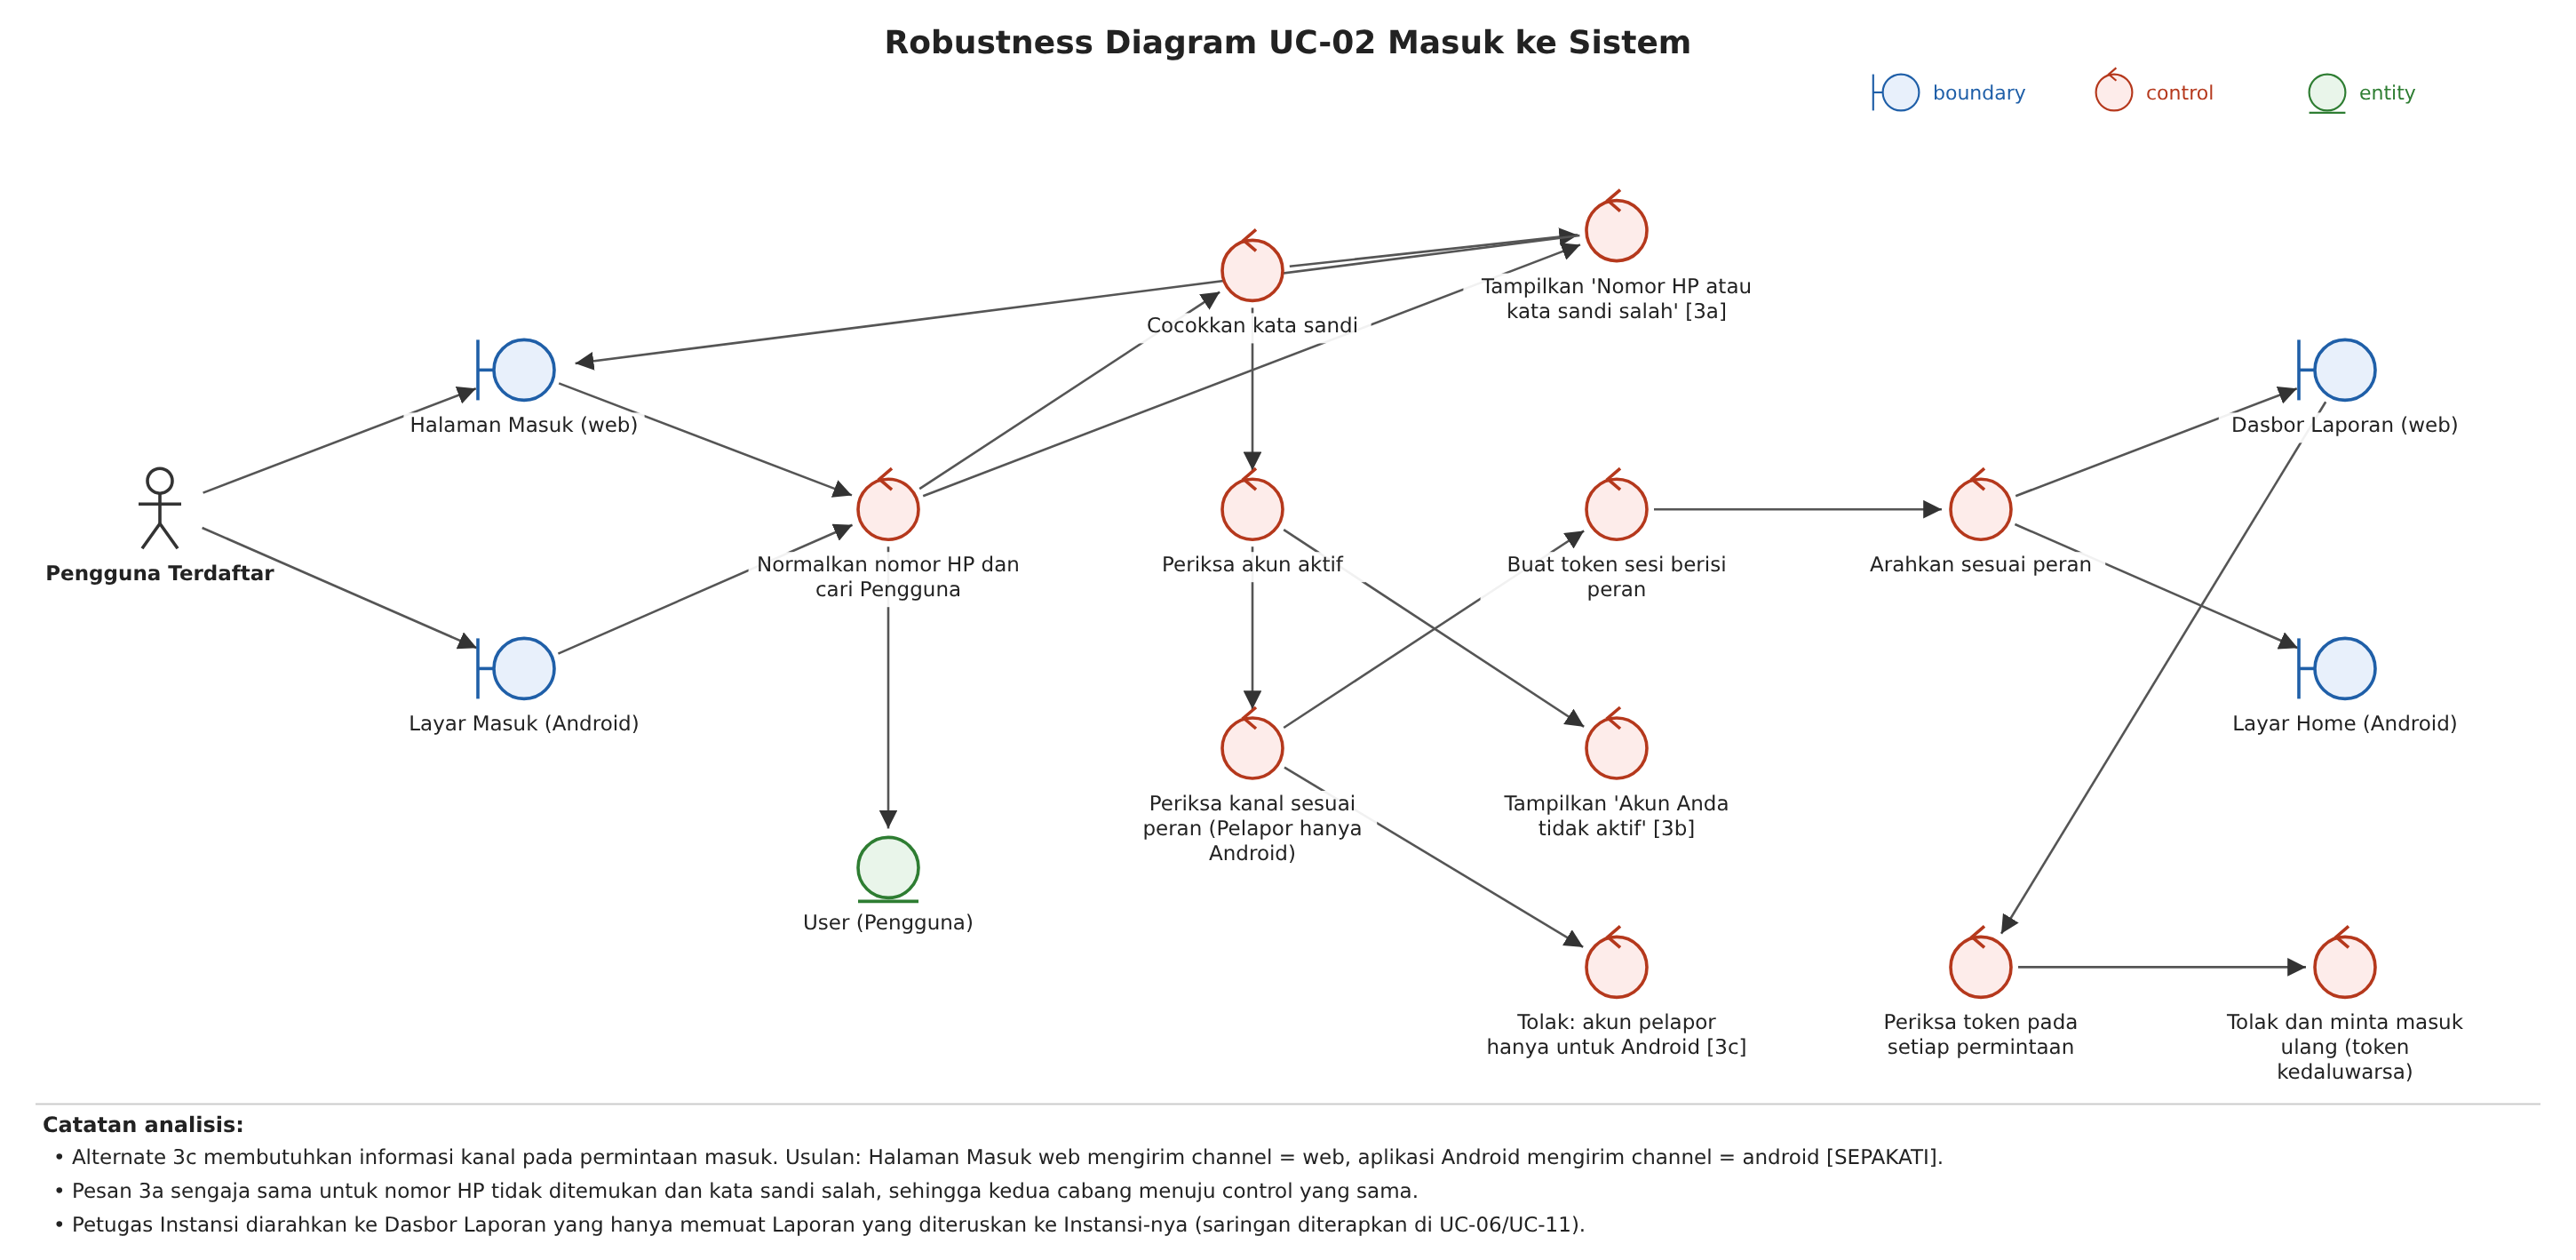 Robustness Diagram UC-02 Masuk ke Sistem
boundary
control
entity
Tampilkan 'Nomor HP atau
kata sandi salah' [3a]
Cocokkan kata sandi
Halaman Masuk (web)
Dasbor Laporan (web)
Pengguna Terdaftar
Normalkan nomor HP dan
cari Pengguna
Periksa akun aktif
Buat token sesi berisi
peran
Arahkan sesuai peran
Layar Masuk (Android)
Layar Home (Android)
Periksa kanal sesuai
peran (Pelapor hanya
Android)
Tampilkan 'Akun Anda
tidak aktif' [3b]
User (Pengguna)
Tolak: akun pelapor
hanya untuk Android [3c]
Periksa token pada
setiap permintaan
Tolak dan minta masuk
ulang (token
kedaluwarsa)
Catatan analisis:
• Alternate 3c membutuhkan informasi kanal pada permintaan masuk. Usulan: Halaman Masuk web mengirim channel = web, aplikasi Android mengirim channel = android [SEPAKATI].
• Pesan 3a sengaja sama untuk nomor HP tidak ditemukan dan kata sandi salah, sehingga kedua cabang menuju control yang sama.
• Petugas Instansi diarahkan ke Dasbor Laporan yang hanya memuat Laporan yang diteruskan ke Instansi-nya (saringan diterapkan di UC-06/UC-11).